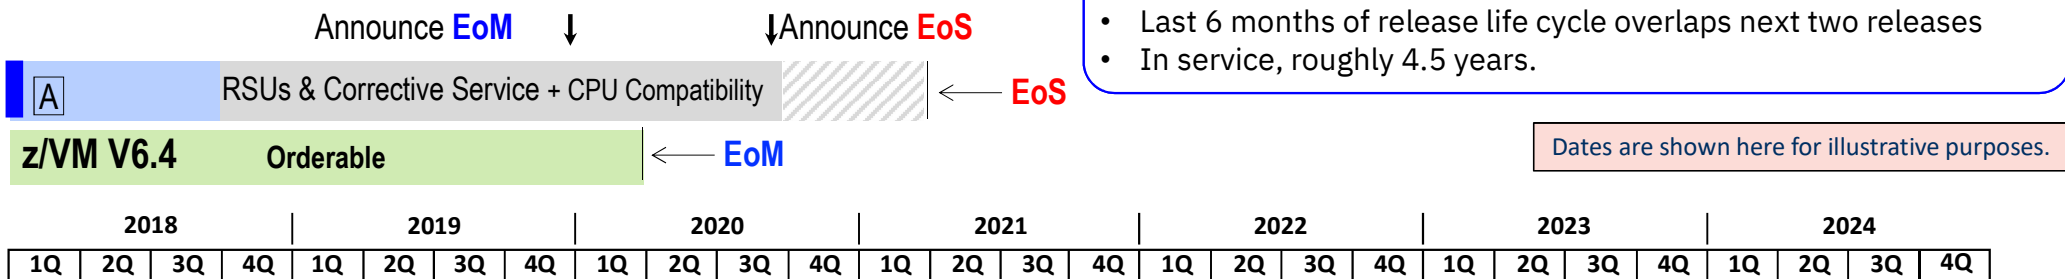 Announce EoM
Announce EoS
• Last 6 months of release life cycle overlaps next two releases
• In service, roughly 4.5 years.
A
RSUs & Corrective Service + CPU Compatibility
EoS
z/VM V6.4 Orderable
EoM
Dates are shown here for illustrative purposes.
2018 2019 2020 2021 2022 2023 2024
1Q 2Q 3Q 4Q 1Q 2Q 3Q 4Q 1Q 2Q 3Q 4Q 1Q 2Q 3Q 4Q 1Q 2Q 3Q 4Q 1Q 2Q 3Q 4Q 1Q 2Q 3Q 4Q